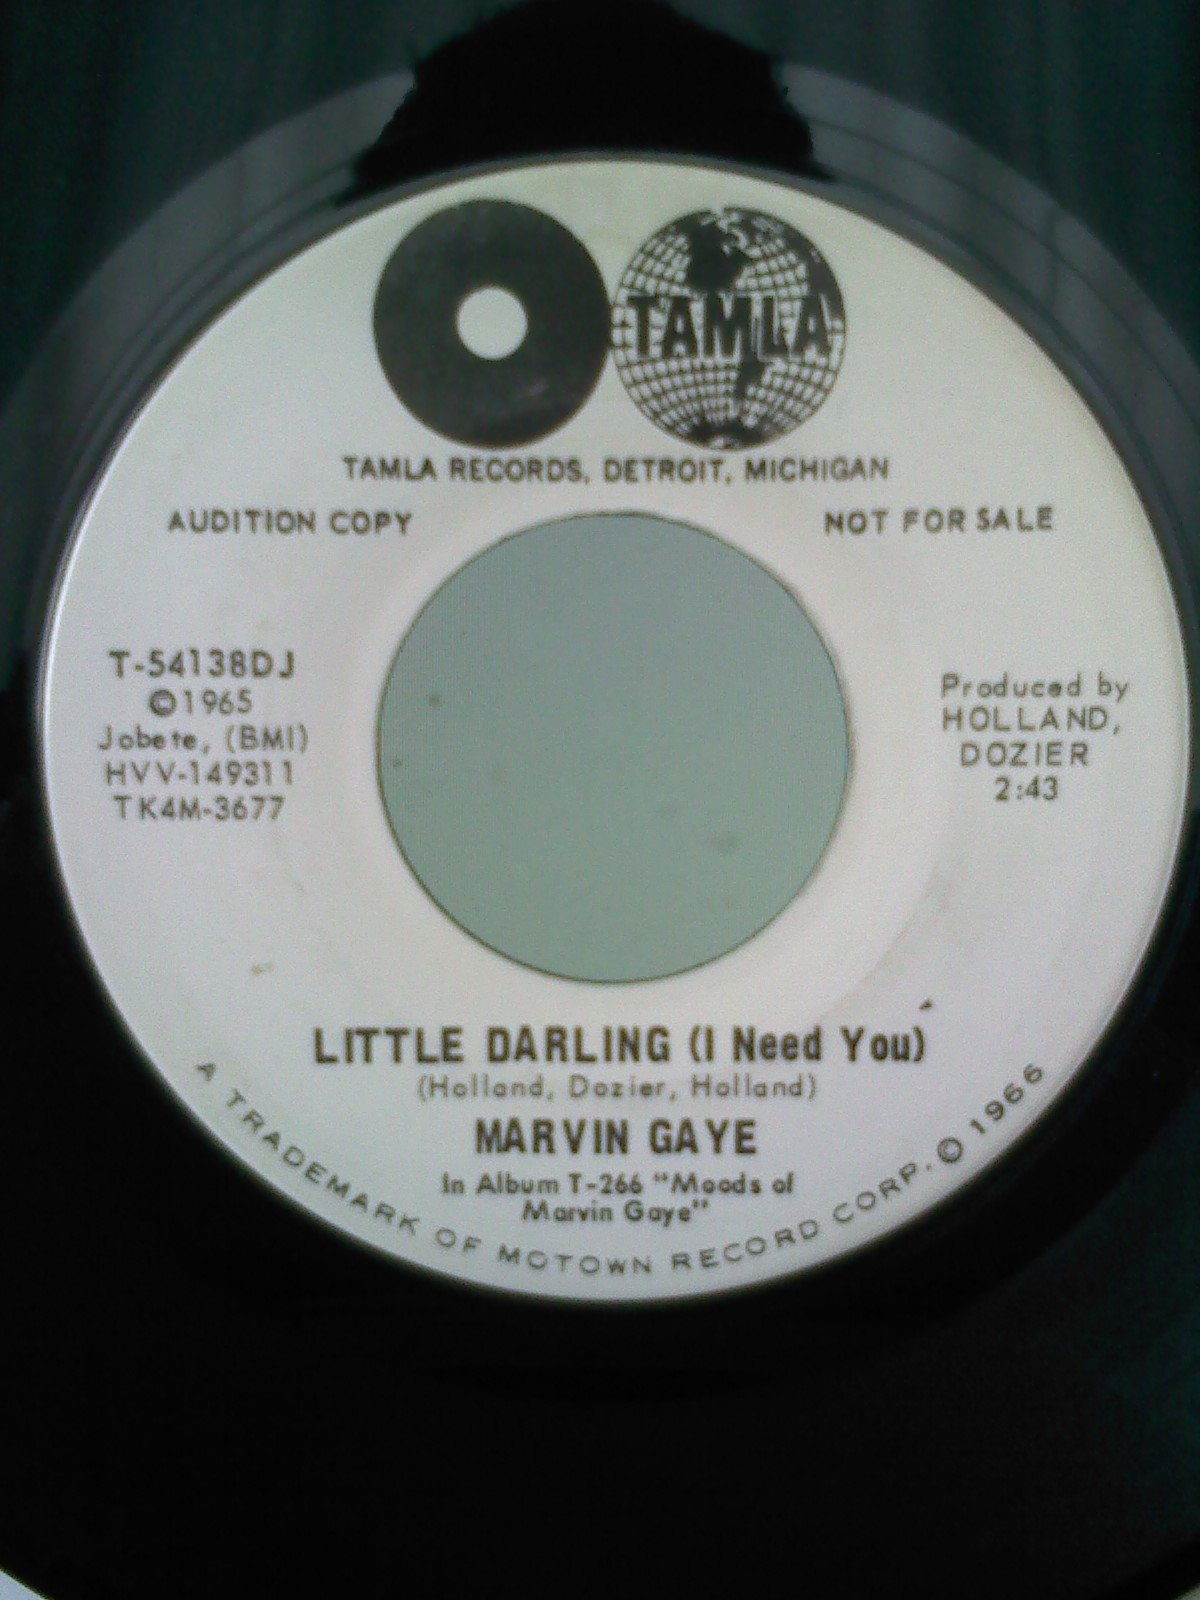 TAMLA
TAMLA RECORDS, DETROIT, MICHIGAN
AUDITION COPY
NOT FOR SALE
T-54138DJ
©1965
Jobete, (BMI)
HVV-149311
TK4M-3677
Produced by
HOLLAND,
DOZIER
2:43
LITTLE DARLING (I Need You)
(Holland, Dozier, Holland)
MARVIN GAYE
In Album T-266 "Moods of
Marvin Gaye"
A TRADEMARK OF MOTOWN RECORD CORP. © 1966